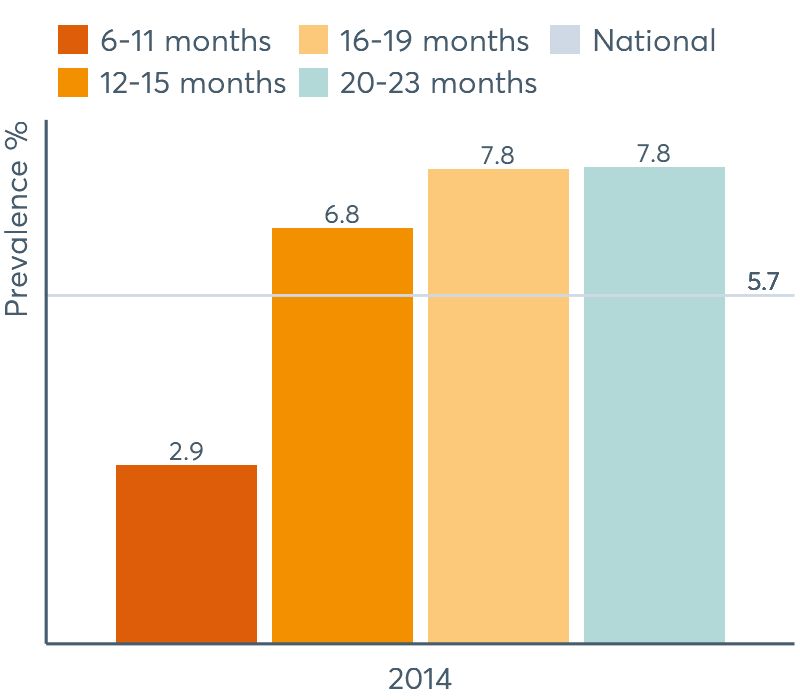 6-11 months 16-19 months National
12-15 months 20-23 months
Prevalence %
7.8
7.8
6.8
5.7
2.9
2014